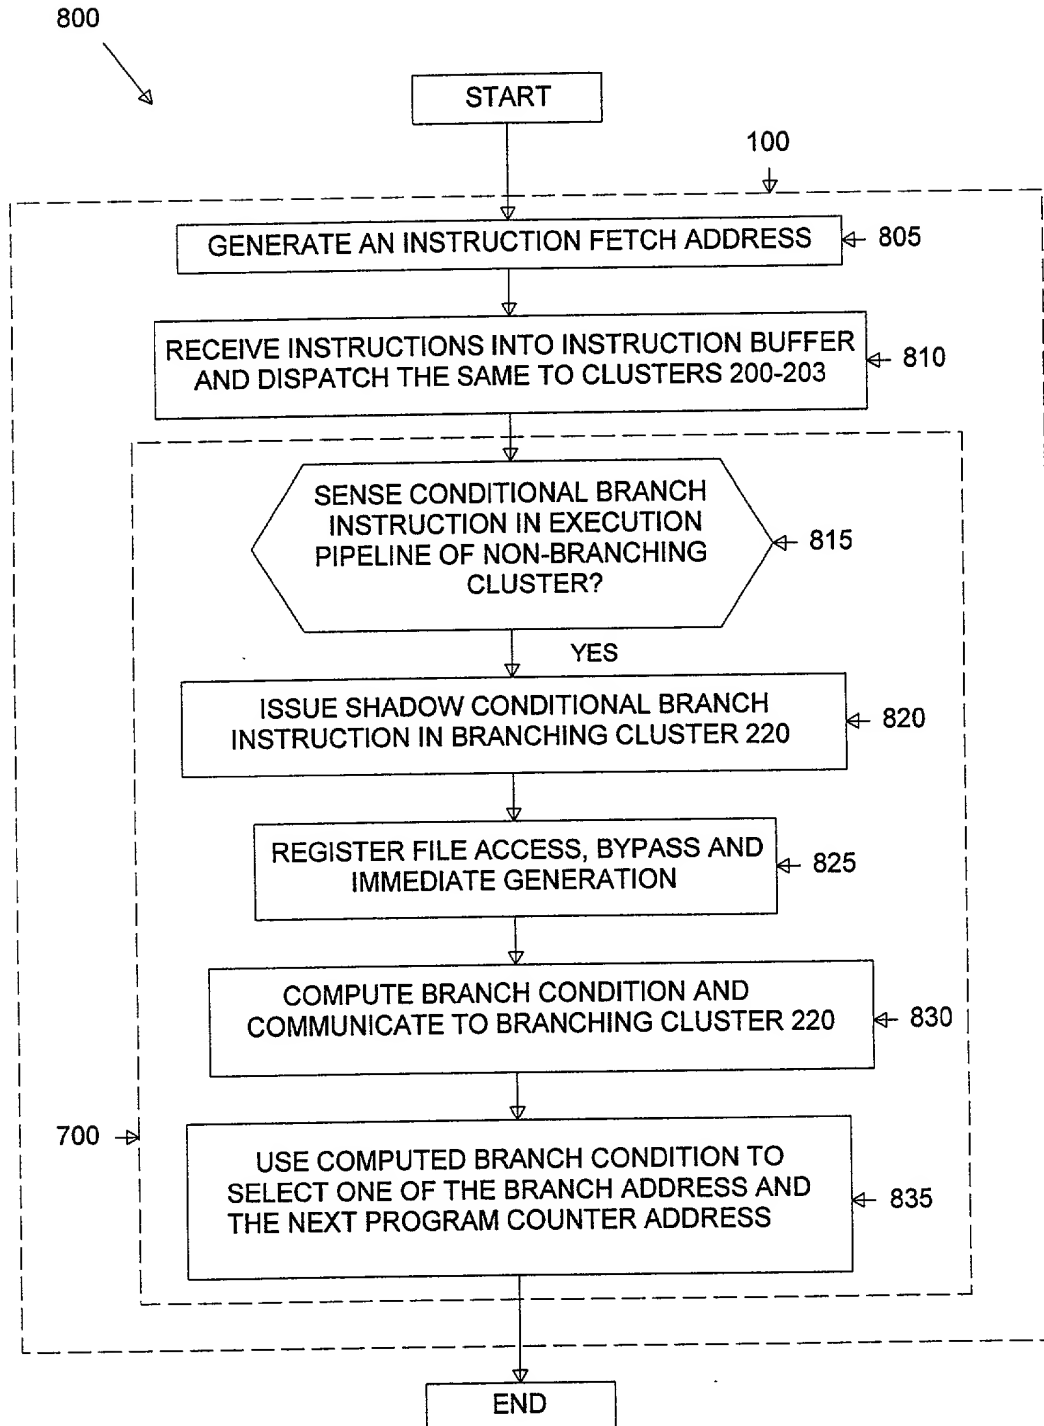 800
START
100
GENERATE AN INSTRUCTION FETCH ADDRESS
805
RECEIVE INSTRUCTIONS INTO INSTRUCTION BUFFER
AND DISPATCH THE SAME TO CLUSTERS 200-203
810
SENSE CONDITIONAL BRANCH
INSTRUCTION IN EXECUTION
PIPELINE OF NON-BRANCHING
CLUSTER?
815
YES
ISSUE SHADOW CONDITIONAL BRANCH
INSTRUCTION IN BRANCHING CLUSTER 220
820
REGISTER FILE ACCESS, BYPASS AND
IMMEDIATE GENERATION
825
COMPUTE BRANCH CONDITION AND
COMMUNICATE TO BRANCHING CLUSTER 220
830
700
USE COMPUTED BRANCH CONDITION TO
SELECT ONE OF THE BRANCH ADDRESS AND
THE NEXT PROGRAM COUNTER ADDRESS
835
END